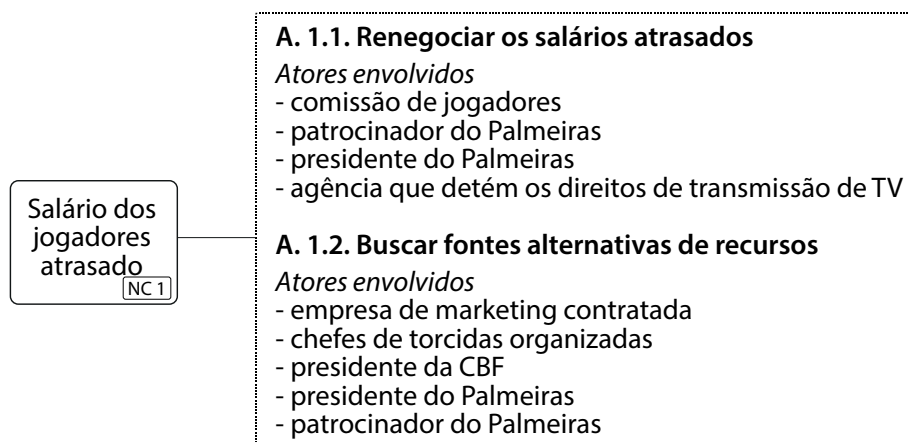 A. 1.1. Renegociar os salários atrasados
Atores envolvidos
- comissão de jogadores
- patrocinador do Palmeiras
- presidente do Palmeiras
- agência que detém os direitos de transmissão de TV
Salário dos
jogadores
atrasado
NC 1
A. 1.2. Buscar fontes alternativas de recursos
Atores envolvidos
- empresa de marketing contratada
- chefes de torcidas organizadas
- presidente da CBF
- presidente do Palmeiras
- patrocinador do Palmeiras